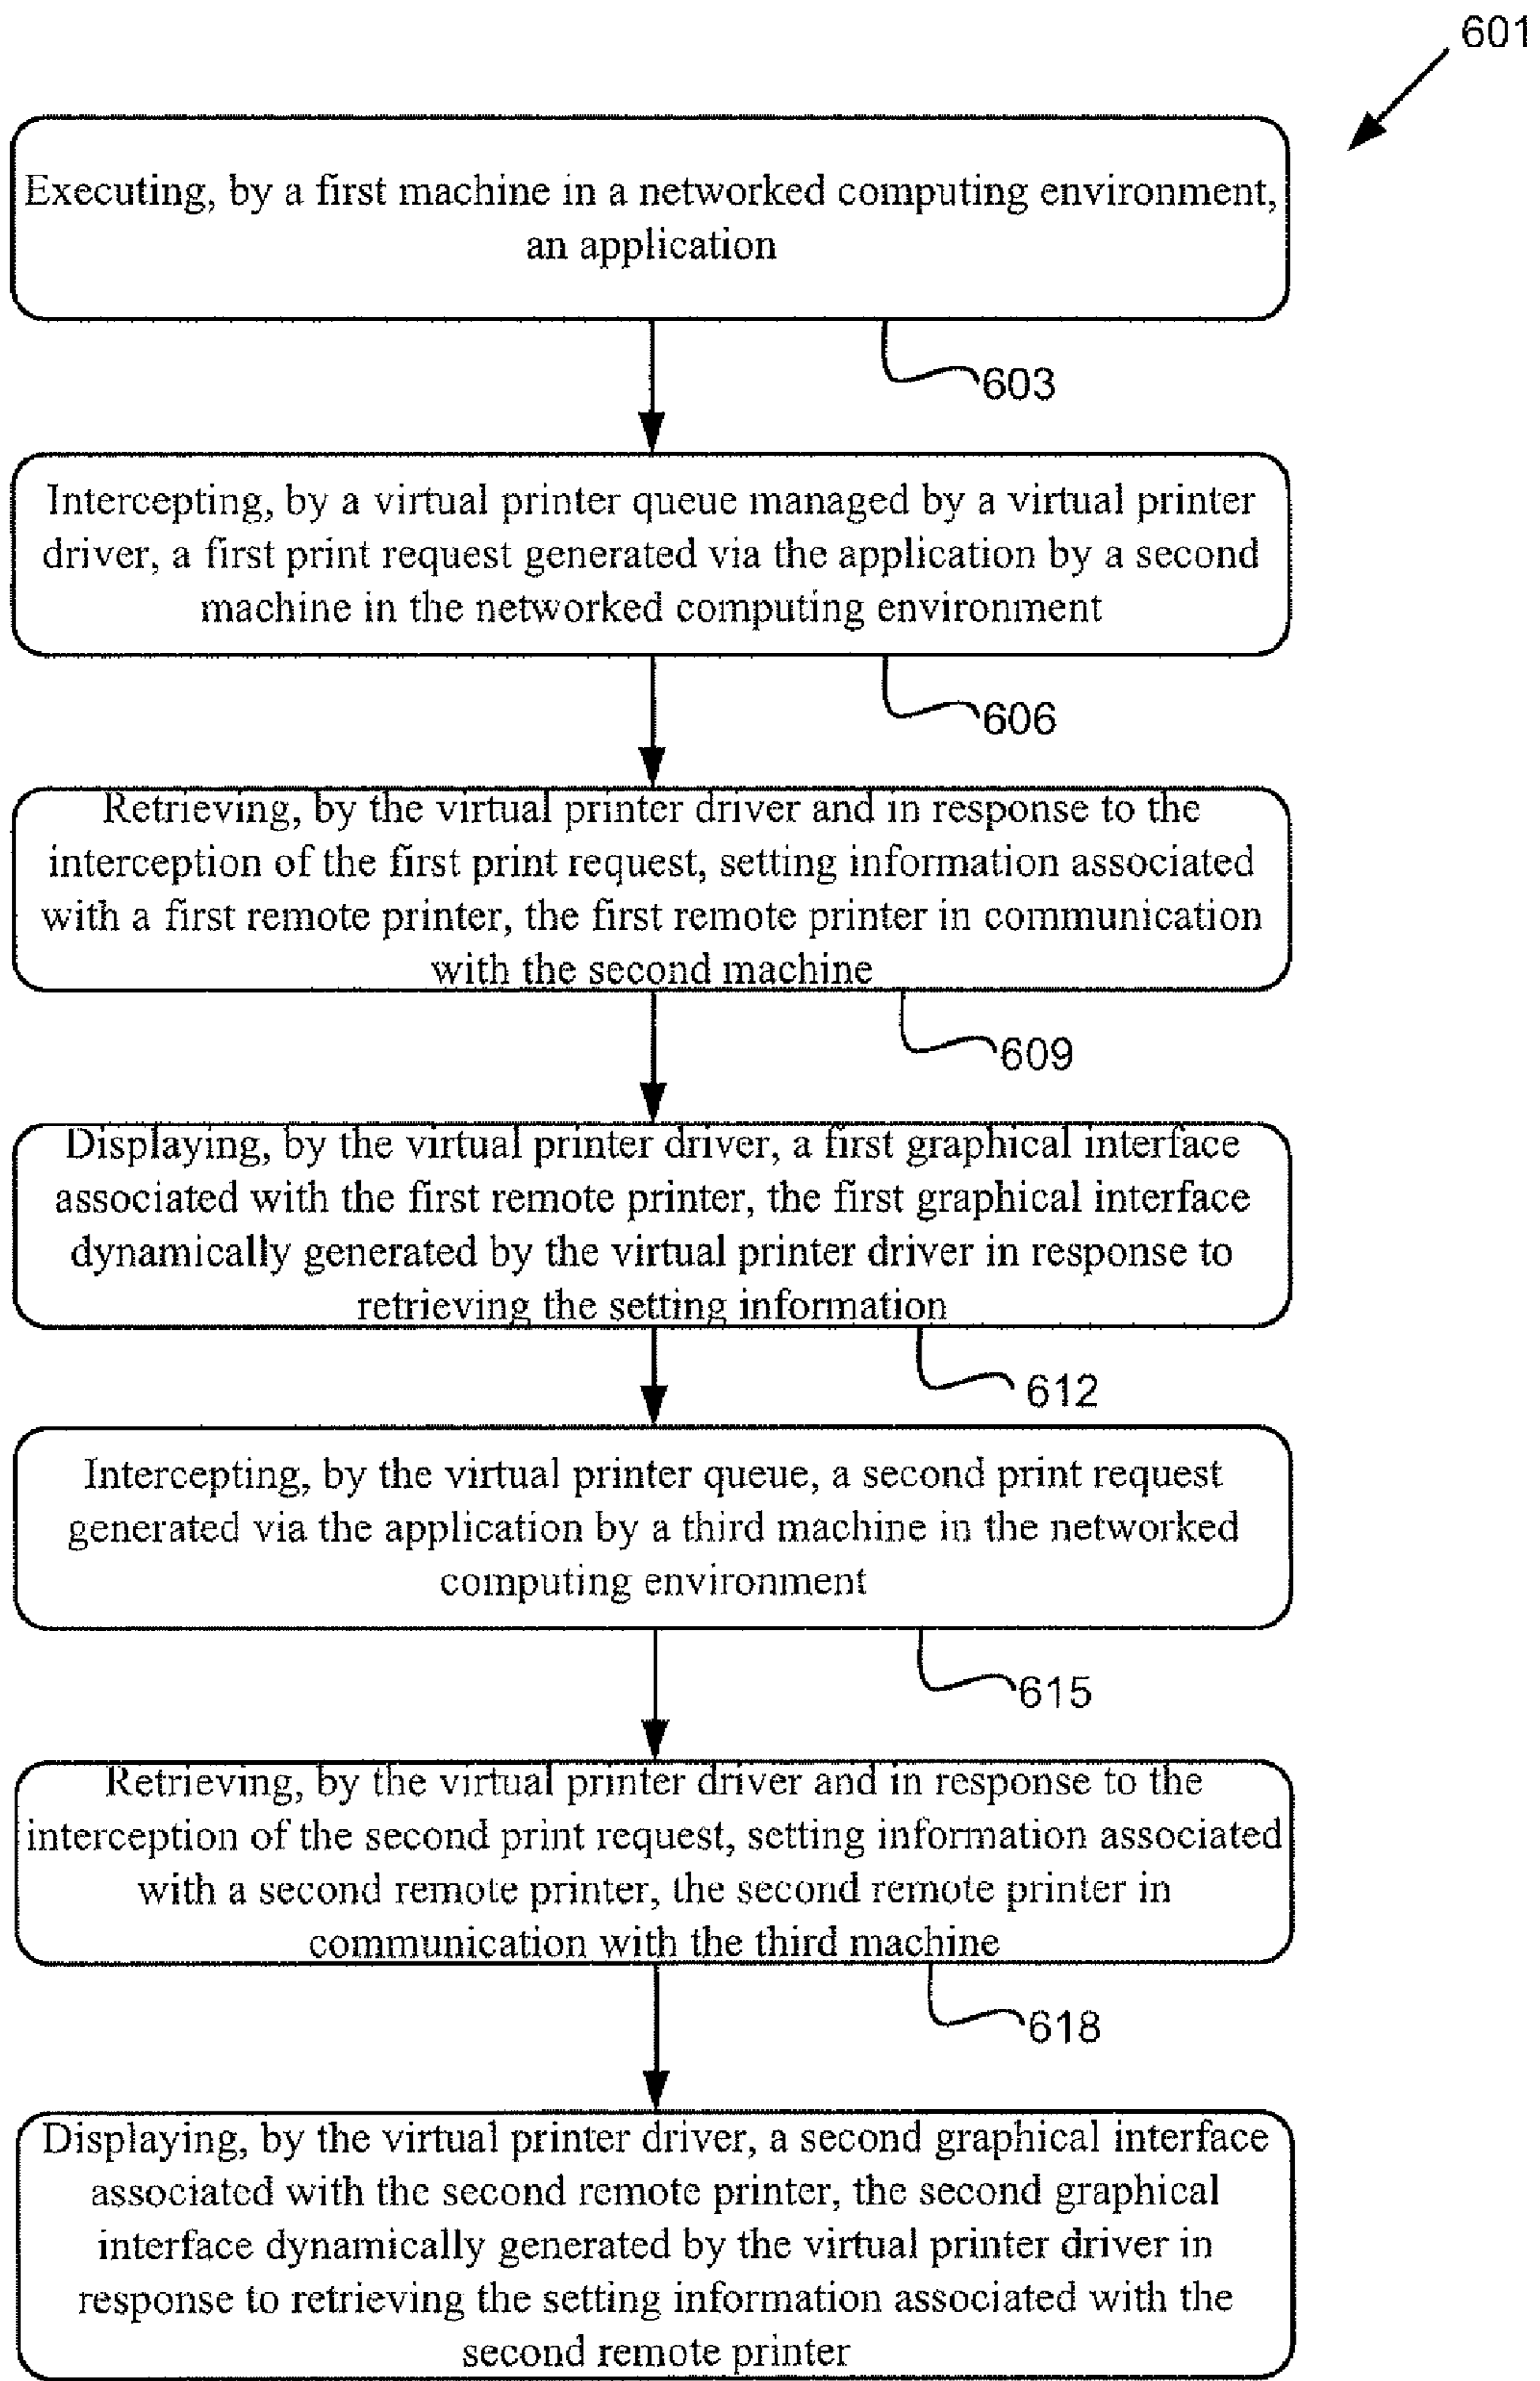 601
Executing, by a first machine in a networked computing environment,
an application
603
Intercepting, by a virtual printer queue managed by a virtual printer
driver, a first print request generated via the application by a second
machine in the networked computing environment
606
Retrieving, by the virtual printer driver and in response to the
interception of the first print request, setting information associated
with a first remote printer, the first remote printer in communication
with the second machine
609
Displaying, by the virtual printer driver, a first graphical interface
associated with the first remote printer, the first graphical interface
dynamically generated by the virtual printer driver in response to
retrieving the setting information
612
Intercepting, by the virtual printer queue, a second print request
generated via the application by a third machine in the networked
computing environment
615
Retrieving, by the virtual printer driver and in response to the
interception of the second print request, setting information associated
with a second remote printer, the second remote printer in
communication with the third machine
618
Displaying, by the virtual printer driver, a second graphical interface
associated with the second remote printer, the second graphical
interface dynamically generated by the virtual printer driver in
response to retrieving the setting information associated with the
second remote printer